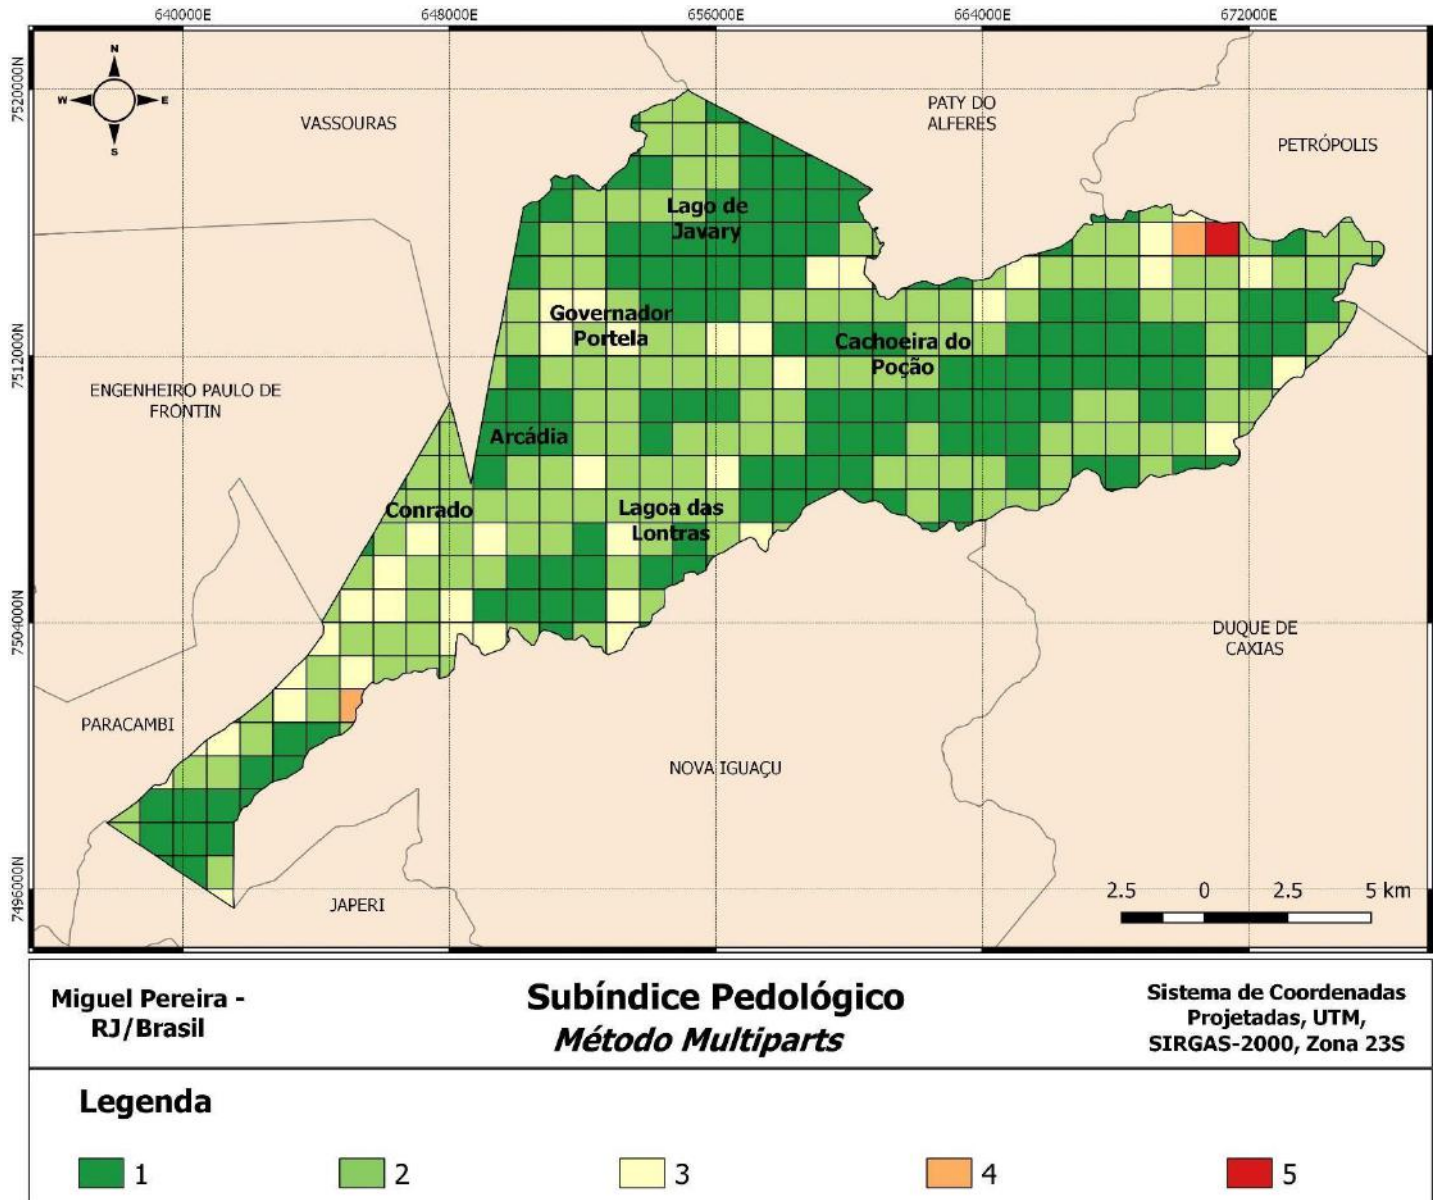 640000E
648000E
656000E
664000E
672000E
7520000N
7512000N
7504000N
7496000N
N
W
E
S
VASSOURAS
PATY DO
ALFERES
PETRÓPOLIS
Lago de
Javary
Governador
Portela
Cachoeira do
Poção
ENGENHEIRO PAULO DE
FRONTIN
Arcádia
Conrado
Lagoa das
Lontras
DUQUE DE
CAXIAS
PARACAMBI
NOVA IGUAÇU
JAPERI
2.5 0 2.5 5 km
Miguel Pereira -
RJ/Brasil
Subíndice Pedológico
Método Multiparts
Sistema de Coordenadas
Projetadas, UTM,
SIRGAS-2000, Zona 23S
Legenda
1 2 3 4 5